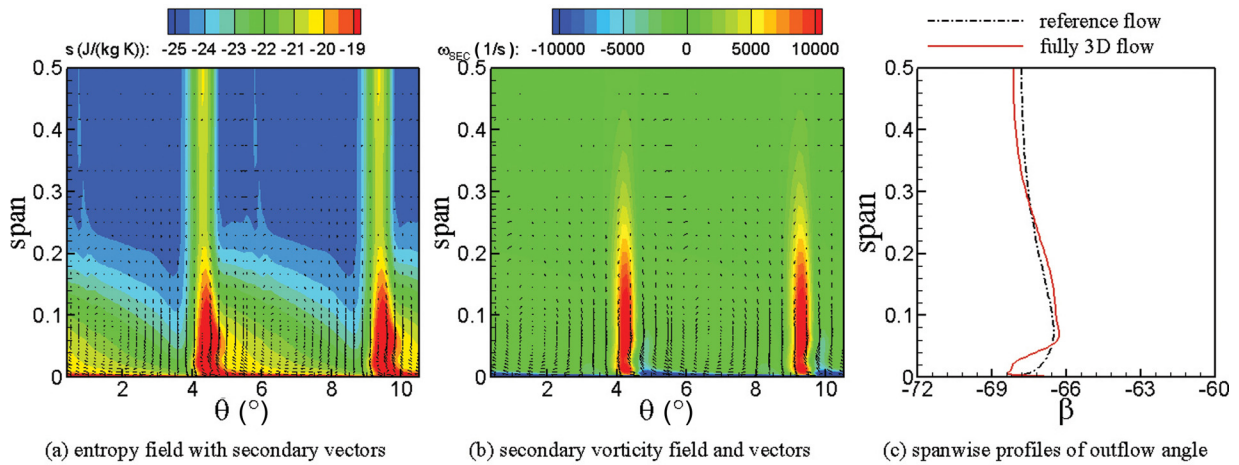 s (J/(kg K)): -25 -24 -23 -22 -21 -20 -19
ω_SEC (1/s): -10000 -5000 0 5000 10000
reference flow
fully 3D flow
span
0.5
0.4
0.3
0.2
0.1
0
2 4 6 8 10
θ (°)
span
0.5
0.4
0.3
0.2
0.1
0
2 4 6 8 10
θ (°)
span
0.5
0.4
0.3
0.2
0.1
0
-72 -69 -66 -63 -60
β
(a) entropy field with secondary vectors
(b) secondary vorticity field and vectors
(c) spanwise profiles of outflow angle